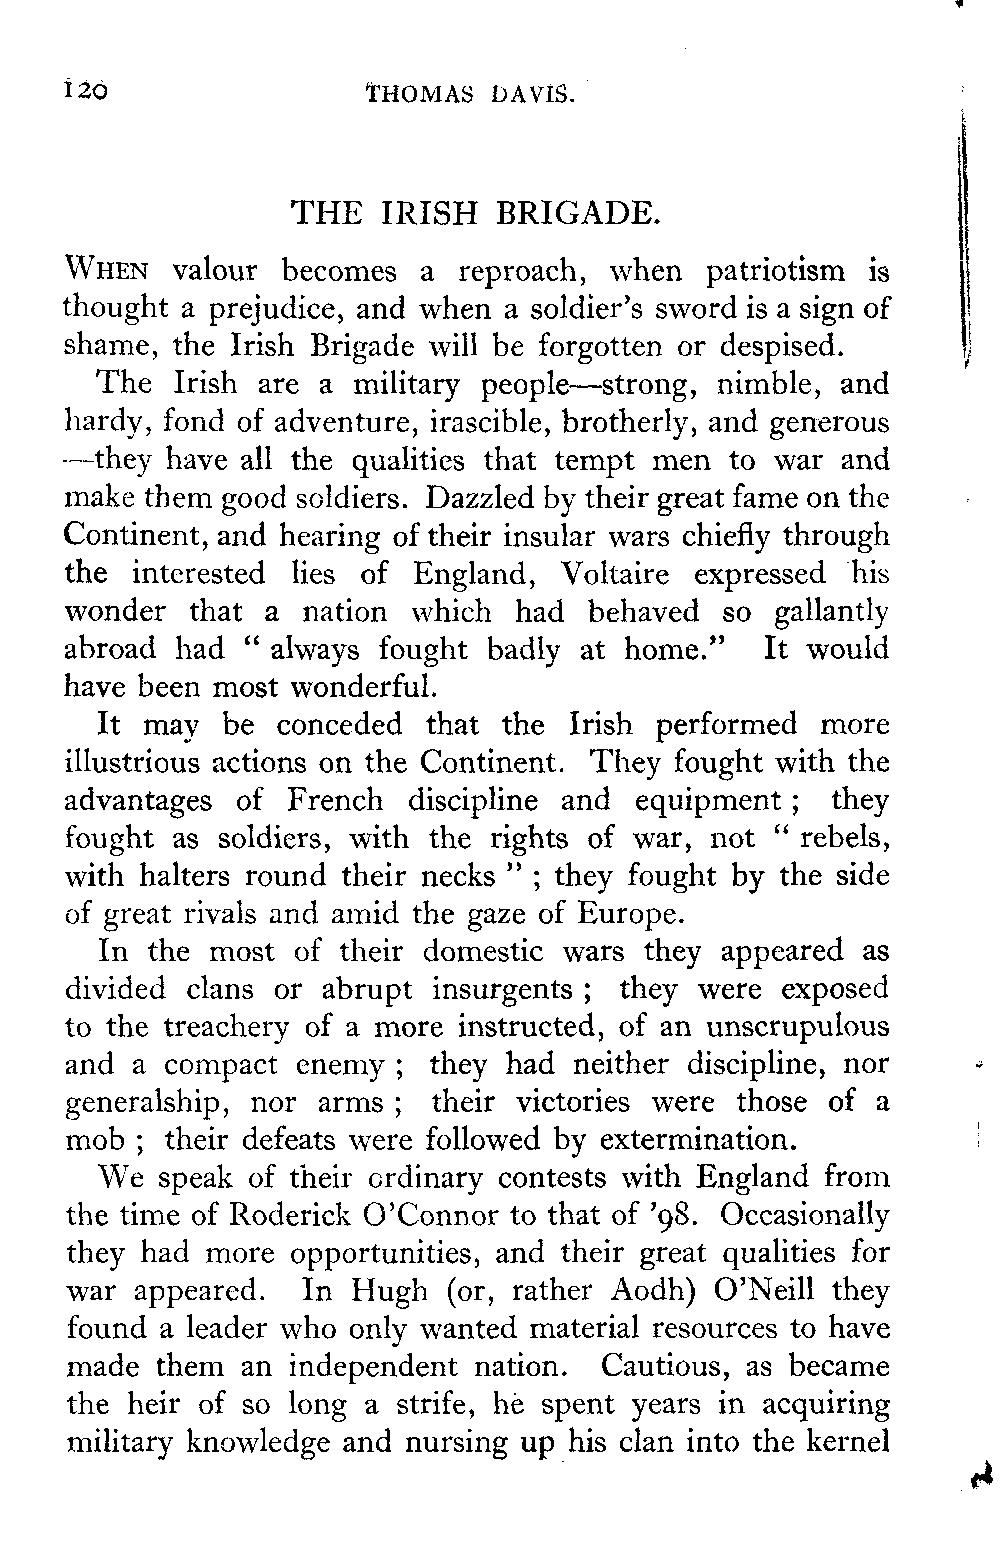 120 THOMAS DAVIS.
THE IRISH BRIGADE.
WHEN valour becomes a reproach, when patriotism is
thought a prejudice, and when a soldier's sword is a sign of
shame, the Irish Brigade will be forgotten or despised.
The Irish are a military people—strong, nimble, and
hardy, fond of adventure, irascible, brotherly, and generous
—they have all the qualities that tempt men to war and
make them good soldiers. Dazzled by their great fame on the
Continent, and hearing of their insular wars chiefly through
the interested lies of England, Voltaire expressed his
wonder that a nation which had behaved so gallantly
abroad had “ always fought badly at home.” It would
have been most wonderful.
It may be conceded that the Irish performed more
illustrious actions on the Continent. They fought with the
advantages of French discipline and equipment ; they
fought as soldiers, with the rights of war, not “ rebels,
with halters round their necks ” ; they fought by the side
of great rivals and amid the gaze of Europe.
In the most of their domestic wars they appeared as
divided clans or abrupt insurgents ; they were exposed
to the treachery of a more instructed, of an unscrupulous
and a compact enemy ; they had neither discipline, nor
generalship, nor arms ; their victories were those of a
mob ; their defeats were followed by extermination.
We speak of their ordinary contests with England from
the time of Roderick O'Connor to that of '98. Occasionally
they had more opportunities, and their great qualities for
war appeared. In Hugh (or, rather Aodh) O'Neill they
found a leader who only wanted material resources to have
made them an independent nation. Cautious, as became
the heir of so long a strife, he spent years in acquiring
military knowledge and nursing up his clan into the kernel